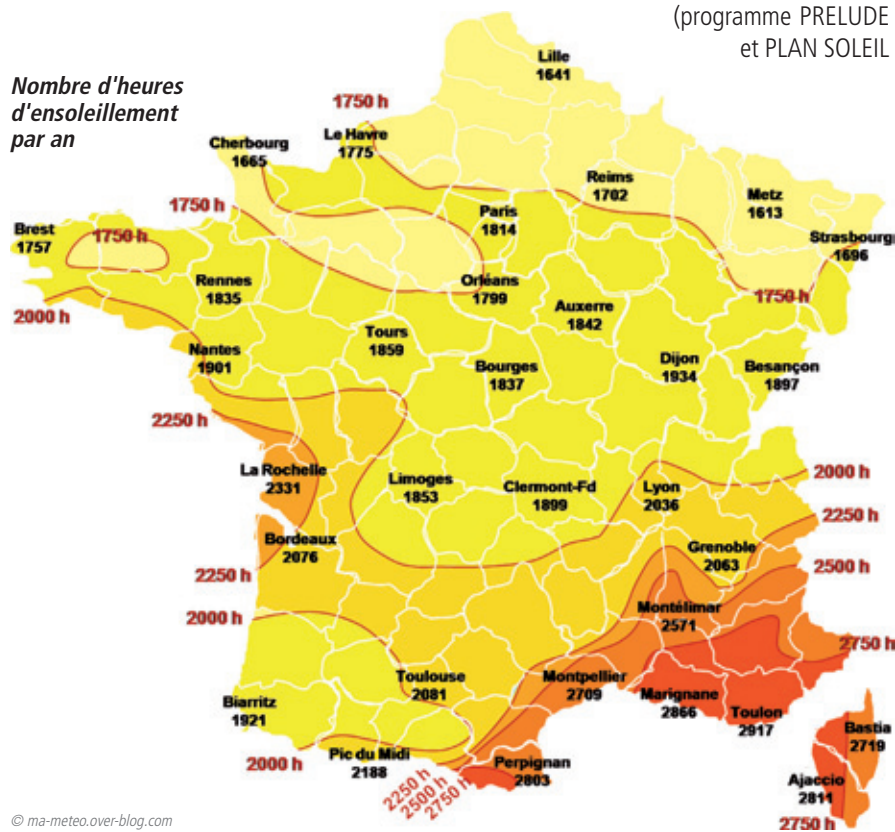 (programme PRELUDE
et PLAN SOLEIL
Nombre d'heures
d'ensoleillement
par an
Lille
1641
1750 h
Le Havre
1775
Cherbourg
1665
Reims
1702
Metz
1613
1750 h
Paris
1814
Brest
1757
1750 h
Strasbourg
1696
Rennes
1835
Orléans
1799
1750 h
Auxerre
1842
2000 h
Tours
1859
Nantes
1901
Bourges
1837
Dijon
1934
Besançon
1897
2250 h
La Rochelle
2331
Limoges
1853
Clermont-Fd
1899
Lyon
2036
2000 h
2250 h
Bordeaux
2076
Grenoble
2063
2250 h
2500 h
2000 h
Montélimar
2571
2750 h
Toulouse
2081
Montpellier
2709
Marignane
2866
Toulon
2917
Biarritz
1921
Bastia
2719
2000 h
Pic du Midi
2188
2250 h
2500 h
2750 h
Perpignan
2803
Ajaccio
2811
2750 h
© ma-meteo.over-blog.com